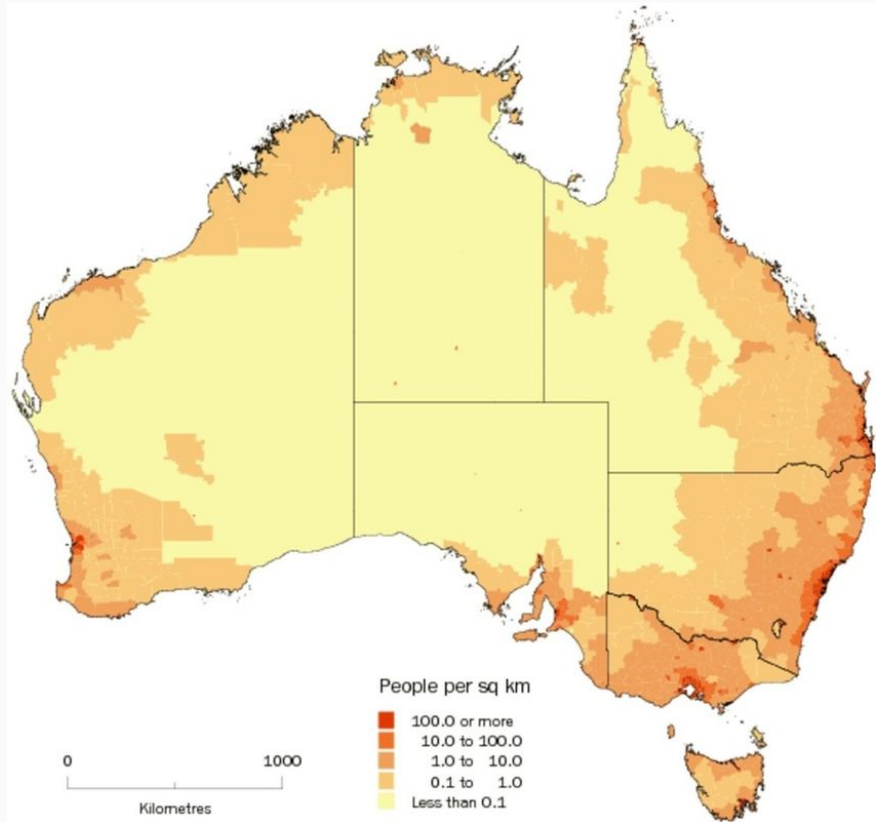 People per sq km
100.0 or more
10.0 to 100.0
1.0 to 10.0
0.1 to 1.0
Less than 0.1
0 1000
Kilometres